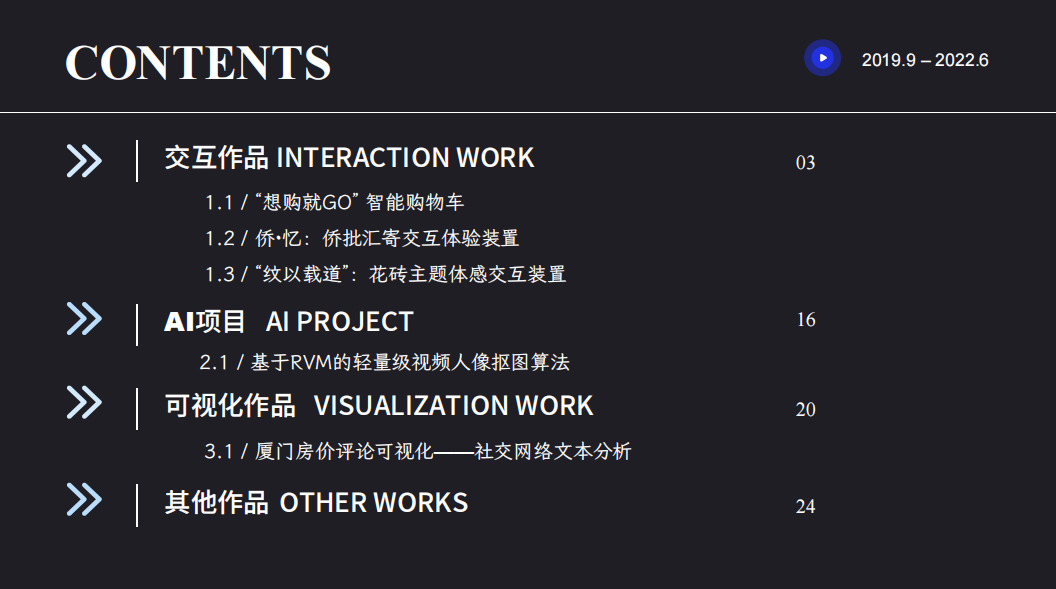 CONTENTS
2019.9 – 2022.6
交互作品 INTERACTION WORK 03
1.1 / “想购就GO” 智能购物车
1.2 / 侨•忆：侨批汇寄交互体验装置
1.3 / “纹以载道”：花砖主题体感交互装置
AI项目 AI PROJECT 16
2.1 / 基于RVM的轻量级视频人像抠图算法
可视化作品 VISUALIZATION WORK 20
3.1 / 厦门房价评论可视化——社交网络文本分析
其他作品 OTHER WORKS 24